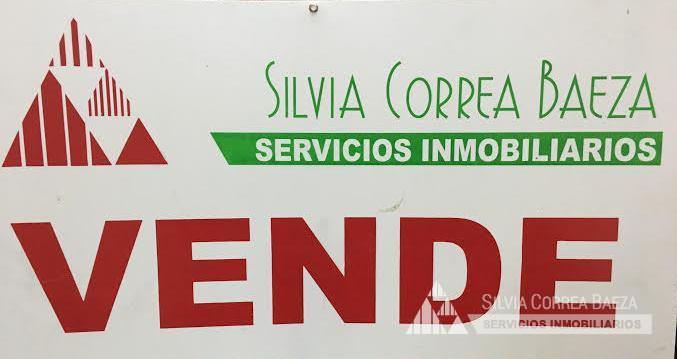 SILVIA CORREA BAEZA
SERVICIOS INMOBILIARIOS
VENDE
SILVIA CORREA BAEZA
SERVICIOS INMOBILIARIOS